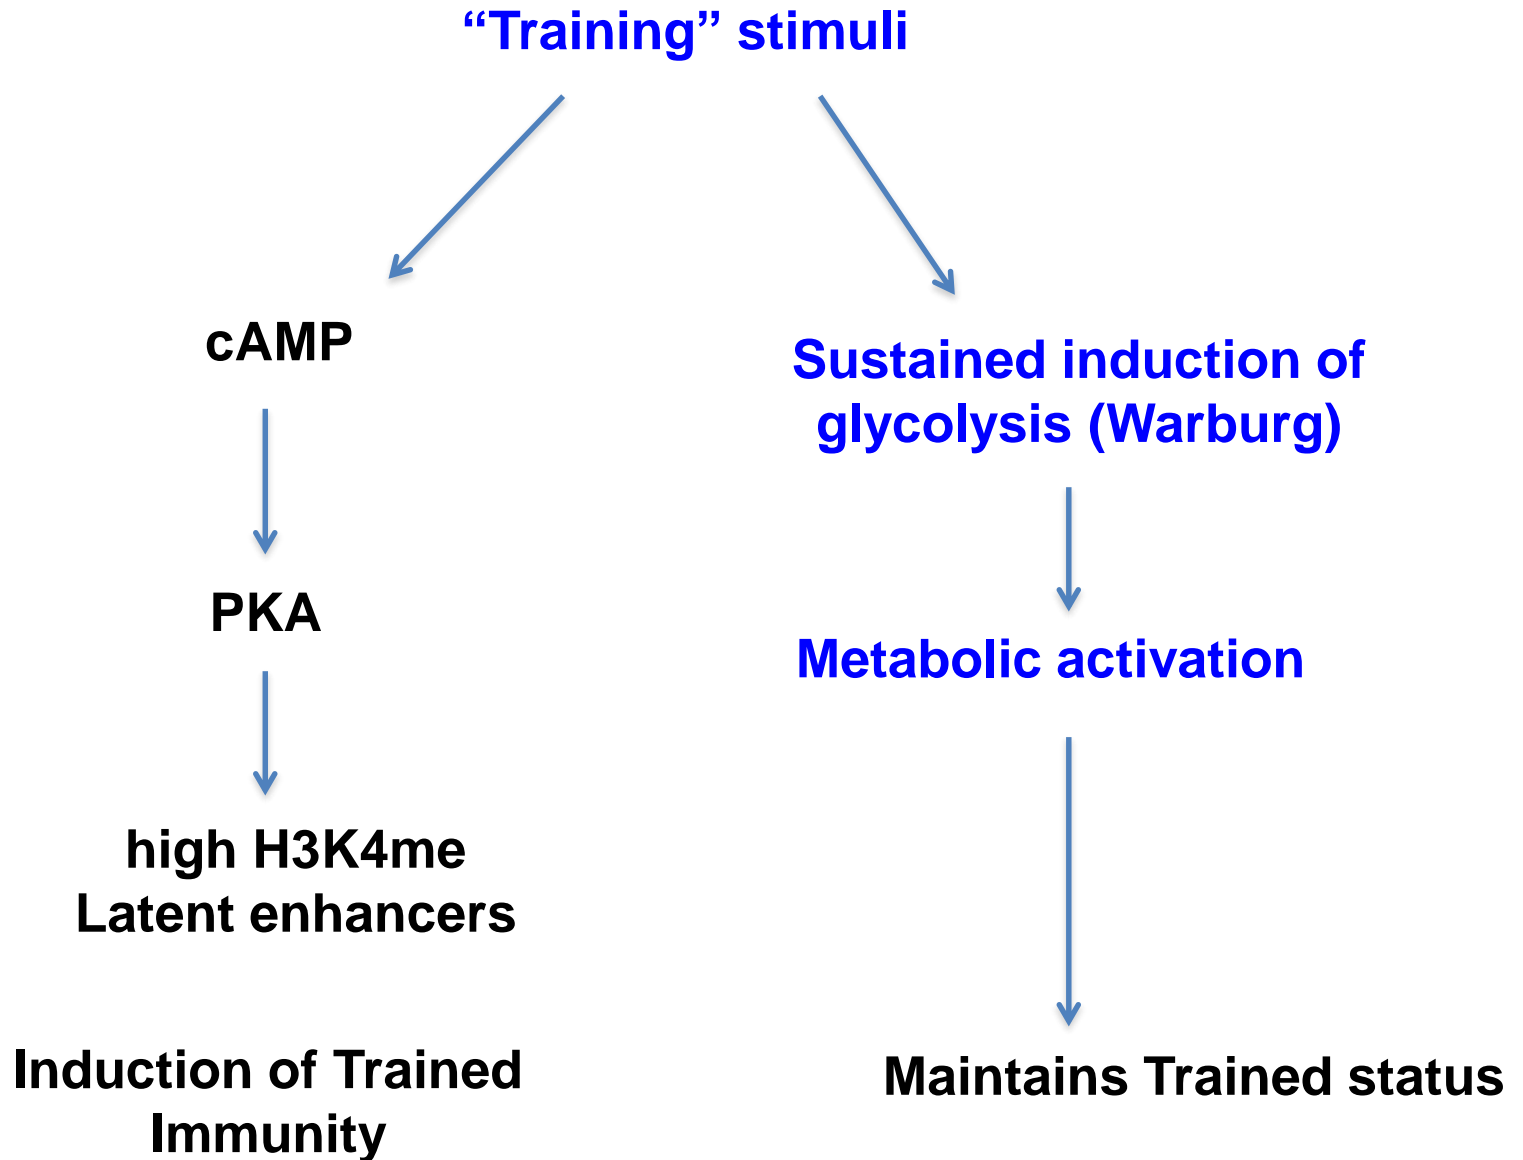 “Training” stimuli
cAMP
PKA
high H3K4me
Latent enhancers
Induction of Trained
Immunity
Sustained induction of
glycolysis (Warburg)
Metabolic activation
Maintains Trained status